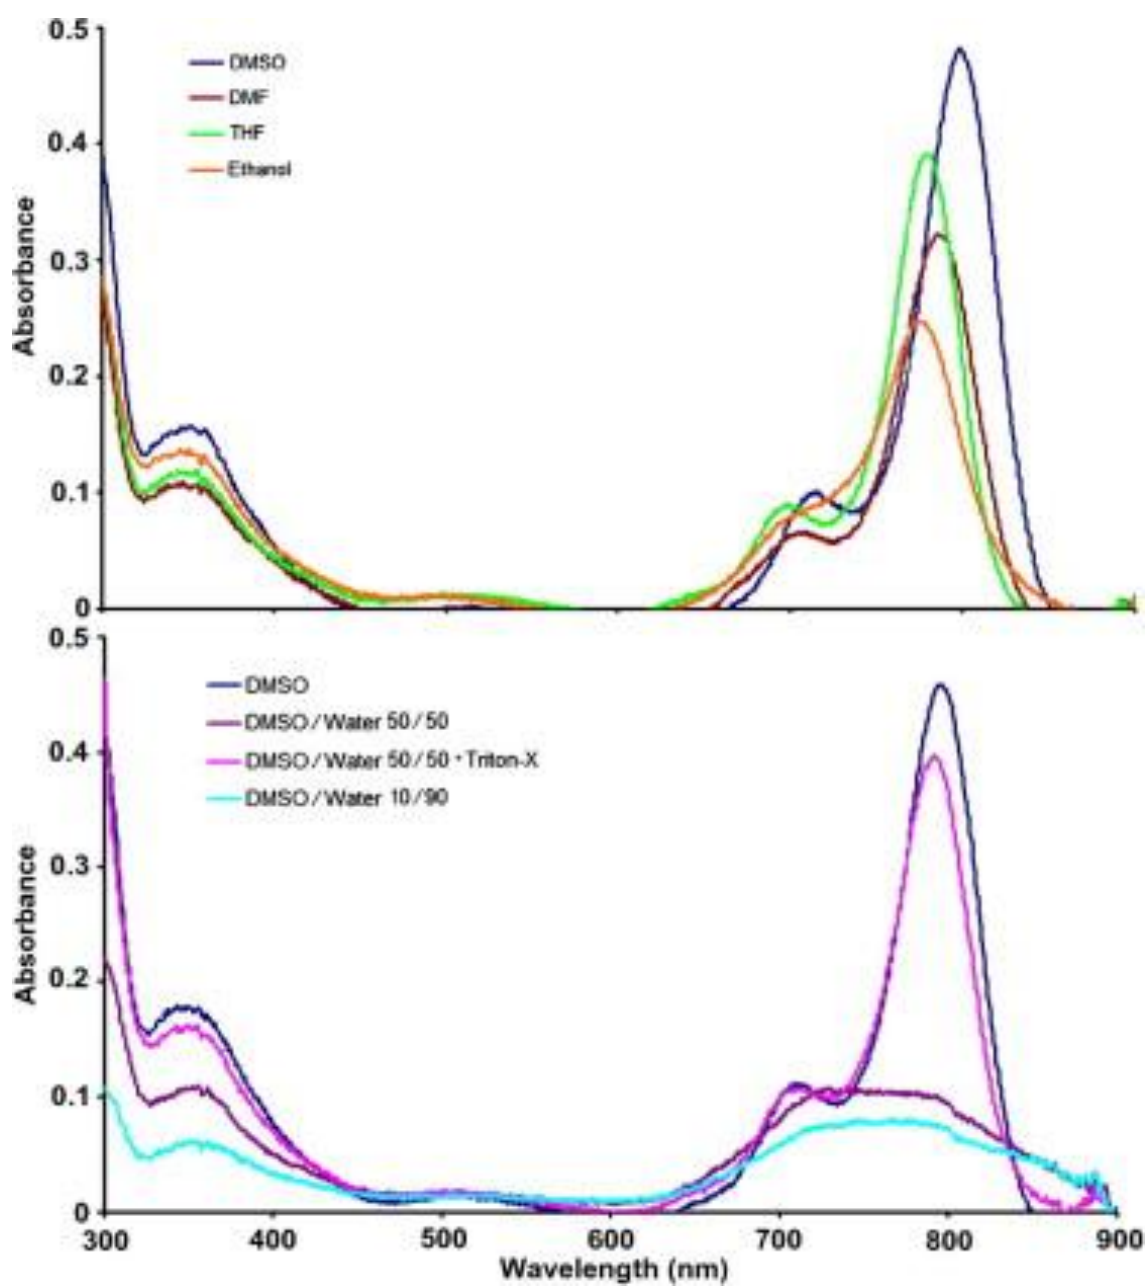 0.5
DMSO
DMF
THF
Ethanol
0.4
0.3
0.2
0.1
0
Absorbance
0.5
DMSO
DMSO / Water 50 / 50
DMSO / Water 50 / 50 · Triton-X
DMSO / Water 10 / 90
0.4
0.3
0.2
0.1
0
Absorbance
300 400 500 600 700 800 900
Wavelength (nm)